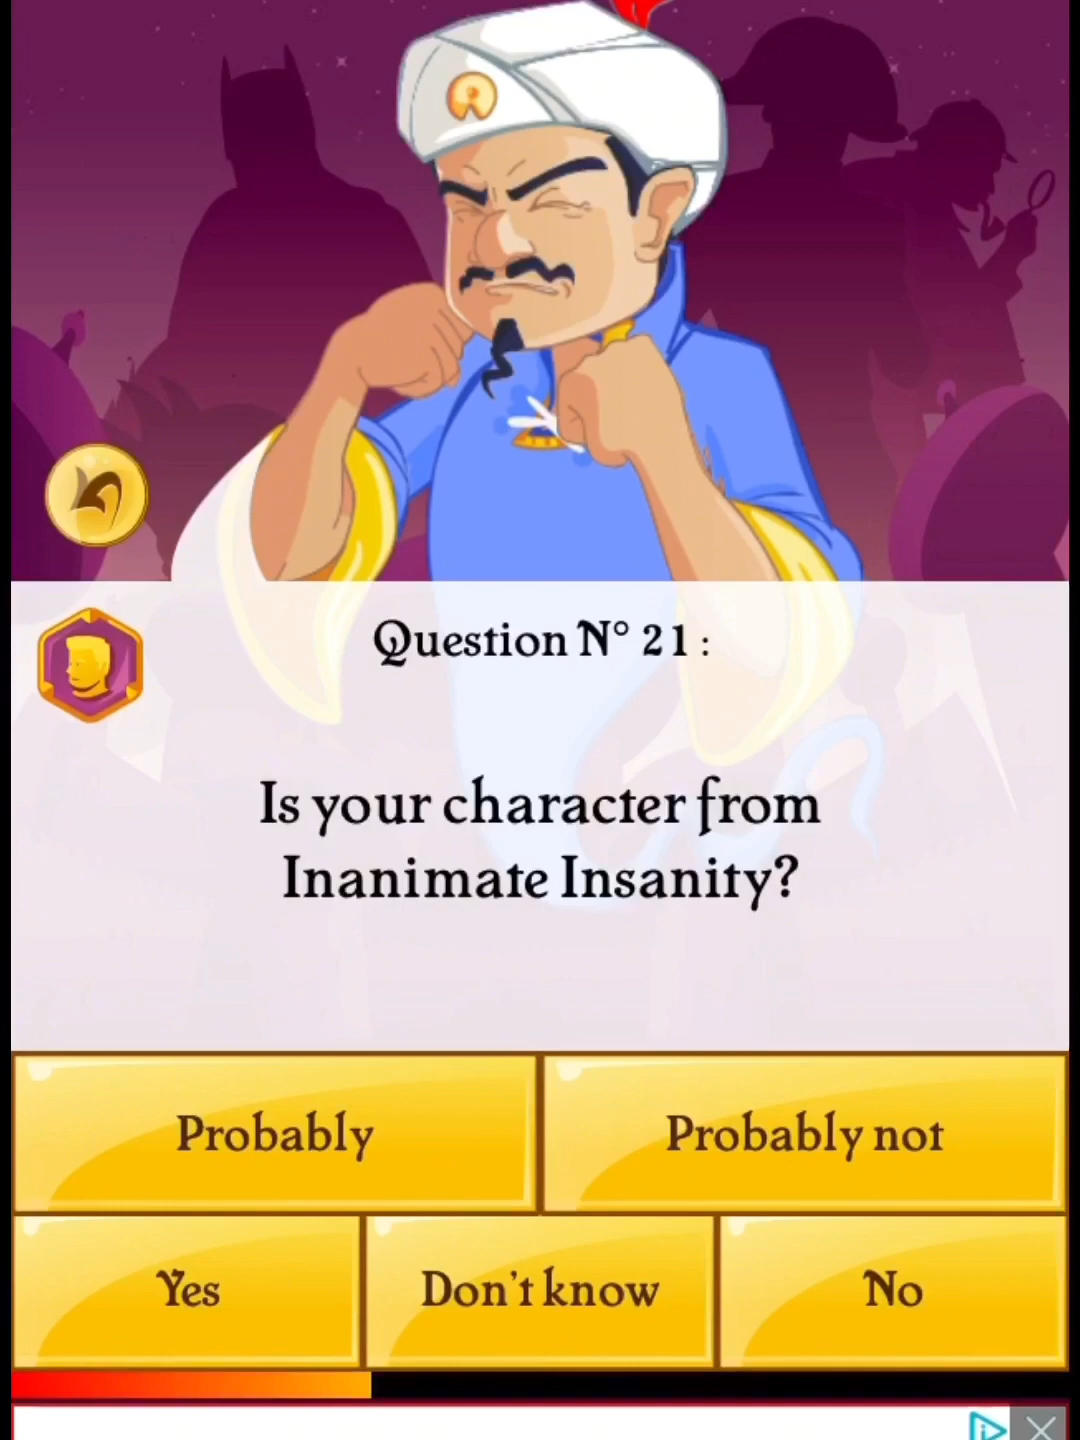 Question N° 21 :
Is your character from
Inanimate Insanity?
Probably
Probably not
Yes
Don't know
No